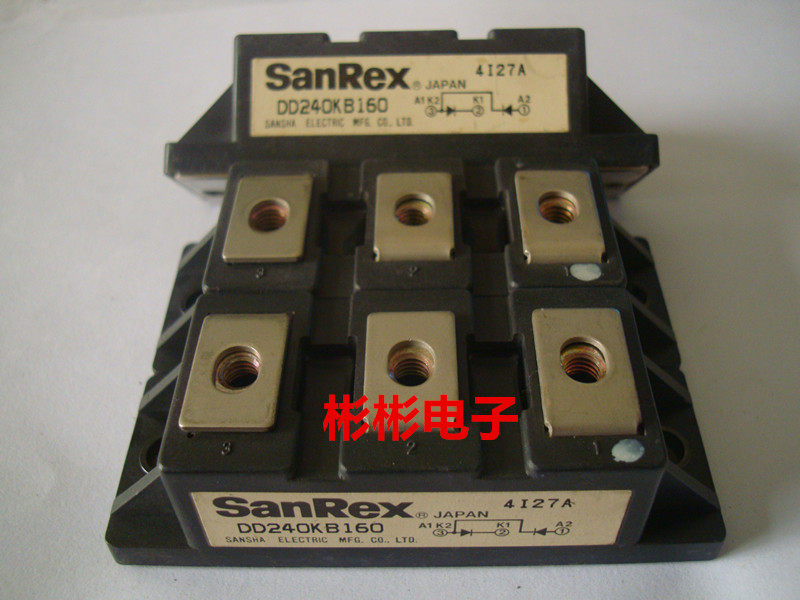 SanRex® JAPAN 4I27A
DD240KB160 A1 K2 K1 A2
SANSHA ELECTRIC MFG. CO., LTD. 3 2 1
3 2 1
彬彬电子
3 2 1
SanRex® JAPAN 4I27A
DD240KB160 A1 K2 K1 A2
SANSHA ELECTRIC MFG. CO., LTD. 3 2 1